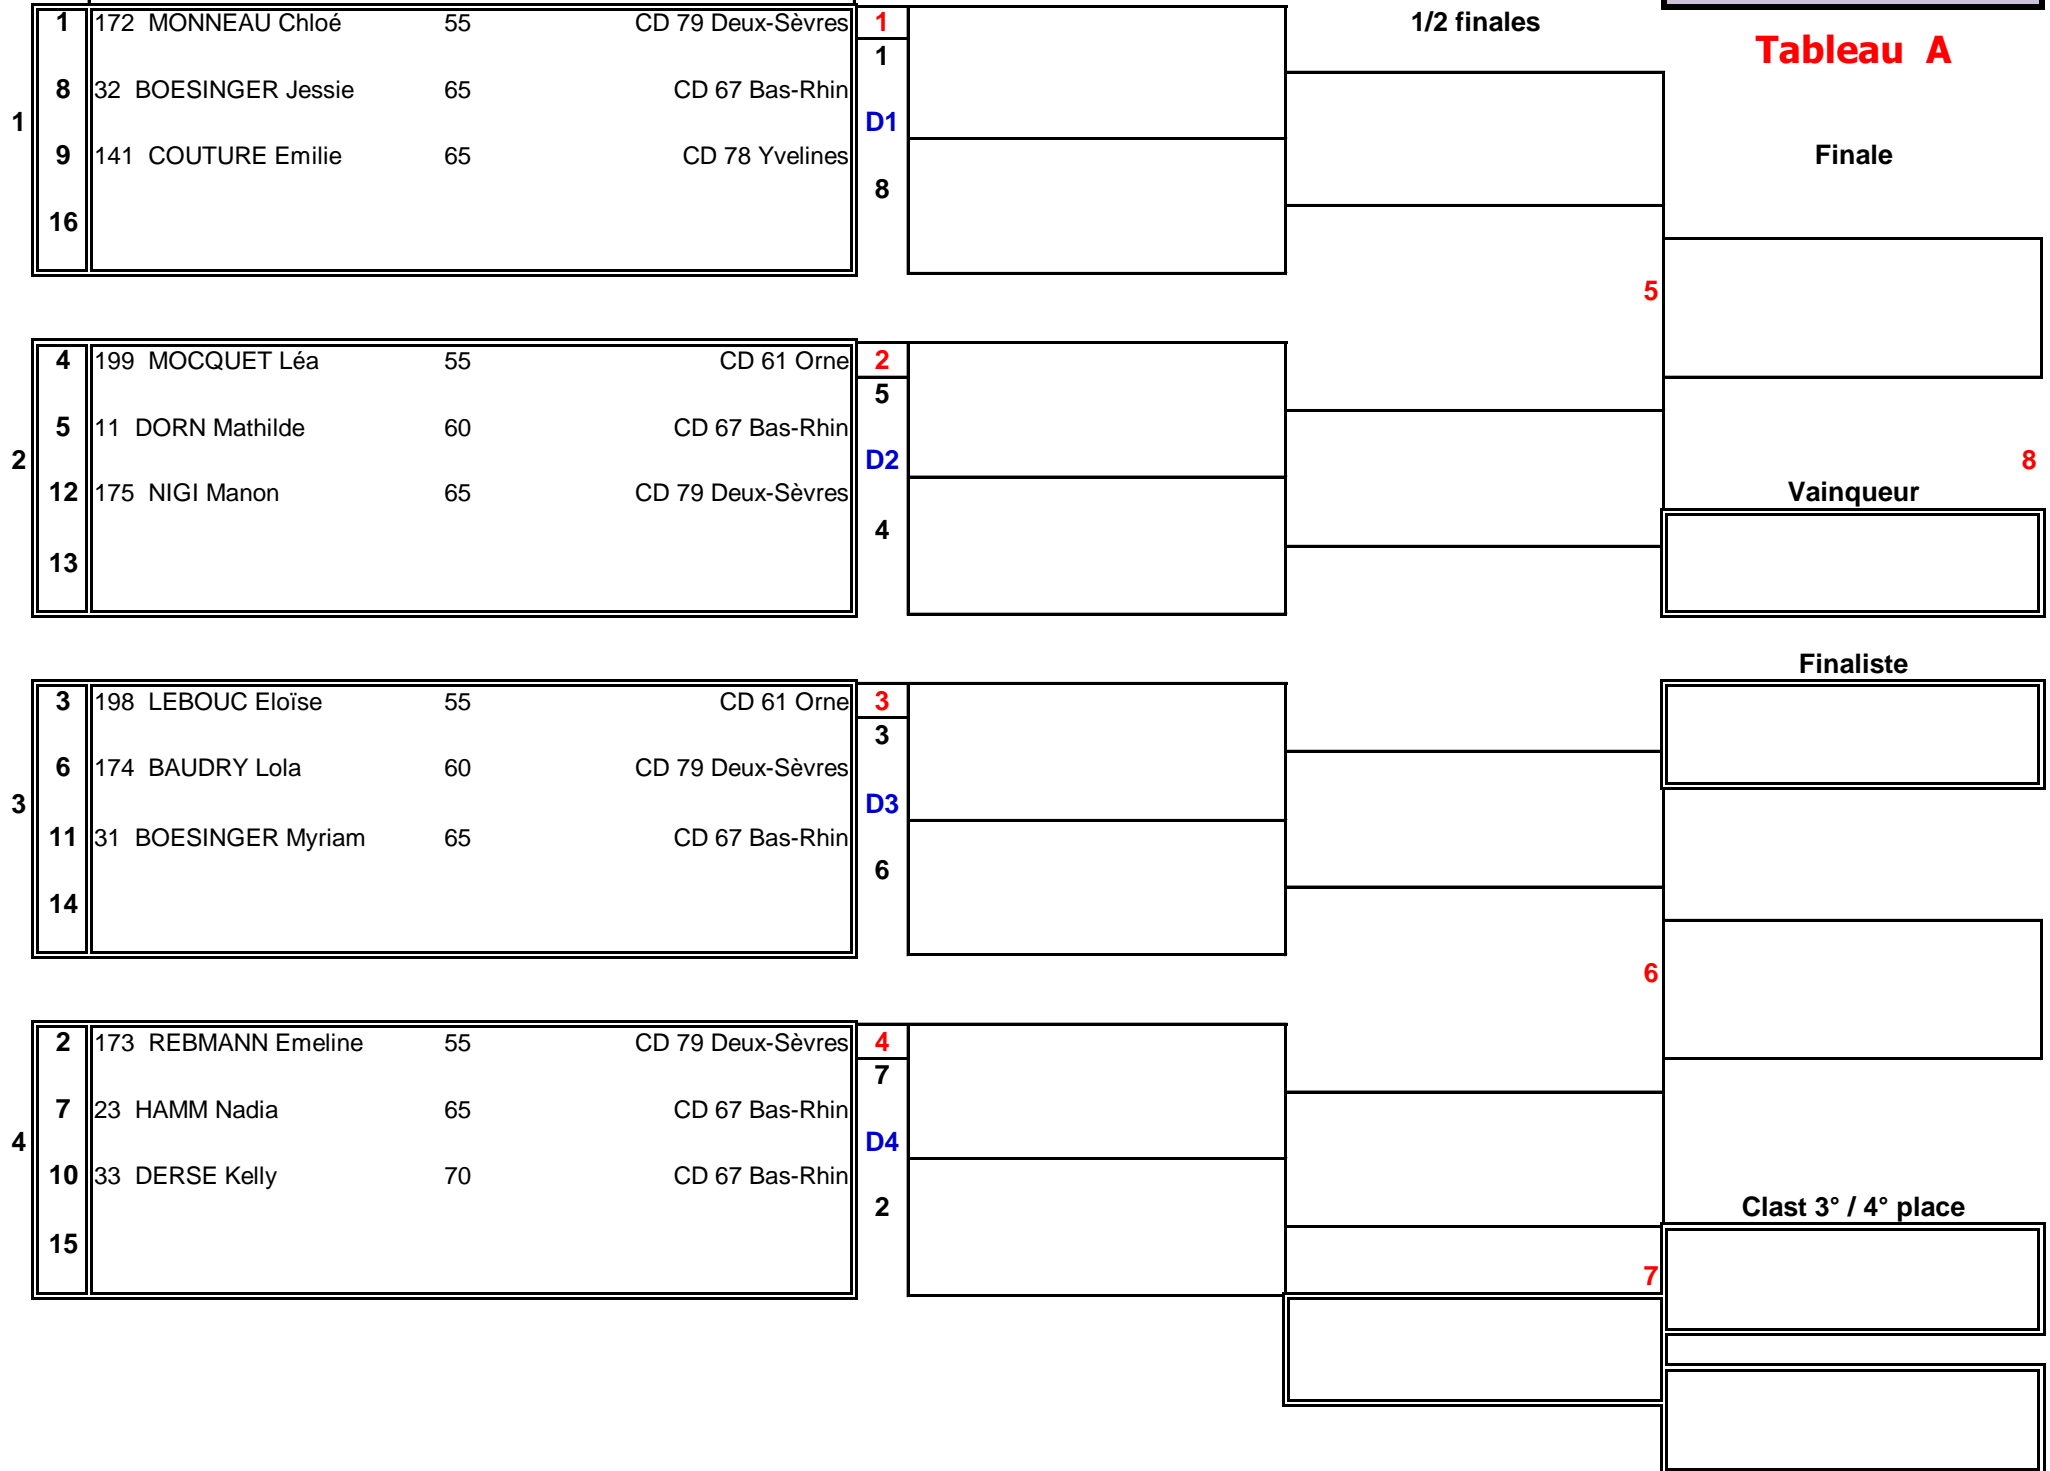 1 172 MONNEAU Chloé 55 CD 79 Deux-Sèvres 1 1/2 finales
1 Tableau A
8 32 BOESINGER Jessie 65 CD 67 Bas-Rhin
1 D1
9 141 COUTURE Emilie 65 CD 78 Yvelines Finale
8
16
5
4 199 MOCQUET Léa 55 CD 61 Orne 2
5
5 11 DORN Mathilde 60 CD 67 Bas-Rhin
2 D2 8
12 175 NIGI Manon 65 CD 79 Deux-Sèvres Vainqueur
4
13
Finaliste
3 198 LEBOUC Eloïse 55 CD 61 Orne 3
3
6 174 BAUDRY Lola 60 CD 79 Deux-Sèvres
3 D3
11 31 BOESINGER Myriam 65 CD 67 Bas-Rhin
6
14
6
2 173 REBMANN Emeline 55 CD 79 Deux-Sèvres 4
7
7 23 HAMM Nadia 65 CD 67 Bas-Rhin
4 D4
10 33 DERSE Kelly 70 CD 67 Bas-Rhin
2 Clast 3° / 4° place
15
7